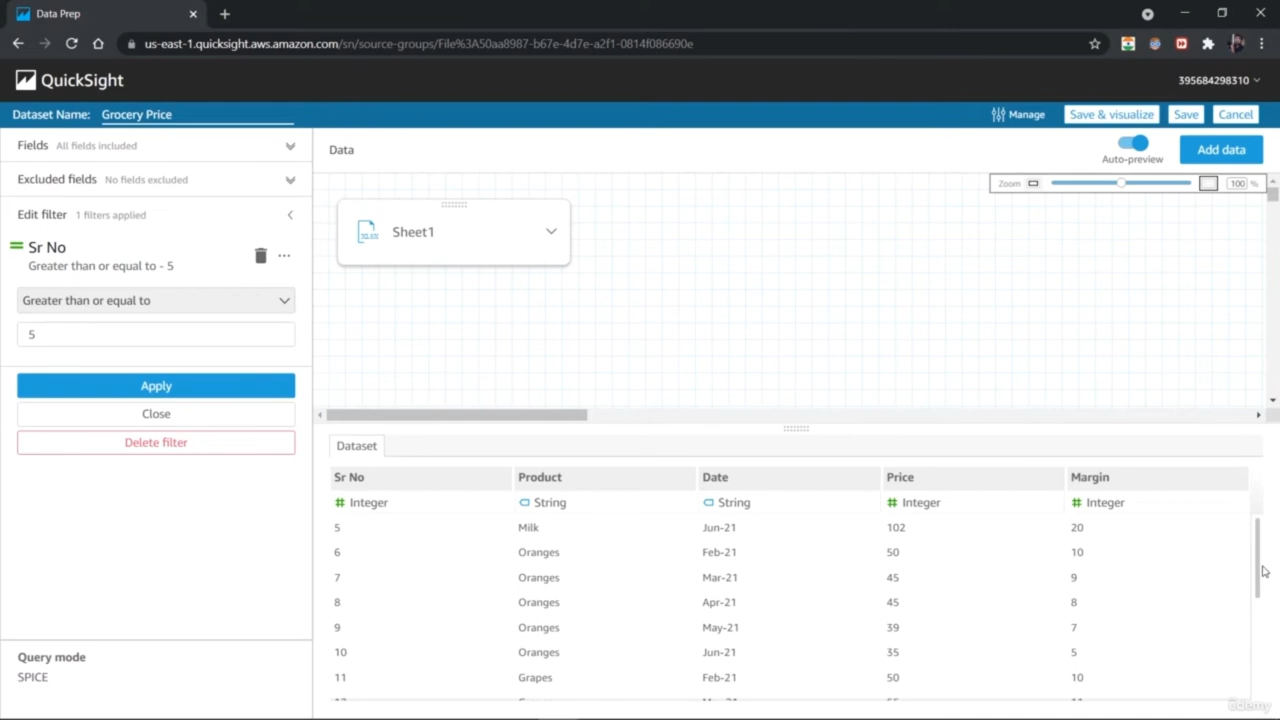 Data Prep
us-east-1.quicksight.aws.amazon.com/sn/source-groups/File%3A50aa8987-b67e-4d7e-a2f1-0814f086690e
QuickSight
395684298310
Dataset Name: Grocery Price
Manage
Save & visualize
Save
Cancel
Fields All fields included
Data
Auto-preview
Add data
Excluded fields No fields excluded
Zoom 100 %
Edit filter 1 filters applied
Sheet1
Sr No
Greater than or equal to - 5
Greater than or equal to
5
Apply
Close
Delete filter
Dataset
Sr No Product Date Price Margin
Integer String String Integer Integer
5 Milk Jun-21 102 20
6 Oranges Feb-21 50 10
7 Oranges Mar-21 45 9
8 Oranges Apr-21 45 8
9 Oranges May-21 39 7
10 Oranges Jun-21 35 5
11 Grapes Feb-21 50 10
Query mode
SPICE
ûdemy